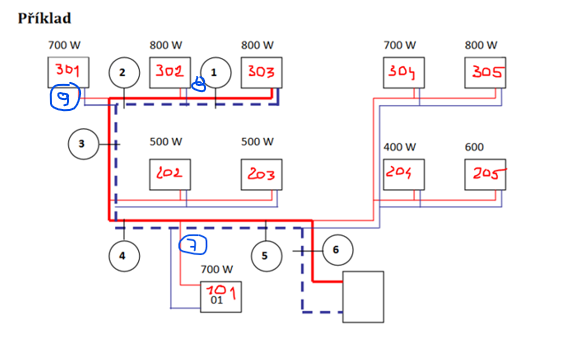 Příklad
700 W 800 W 800 W 700 W 800 W
301 2 302 1 303 304 305
9 8
3
500 W 500 W 400 W 600
202 203 204 205
4 7 5 6
700 W
101
01